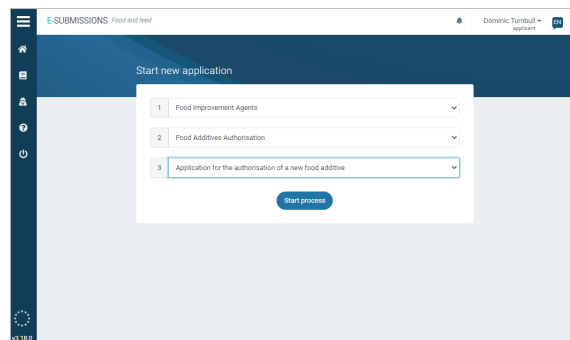 E-SUBMISSIONS Food and feed
Dominic Turnbull
applicant
EN
Start new application
1 Food Improvement Agents
2 Food Additives Authorisation
3 Application for the authorisation of a new food additive
Start process
v3.18.0